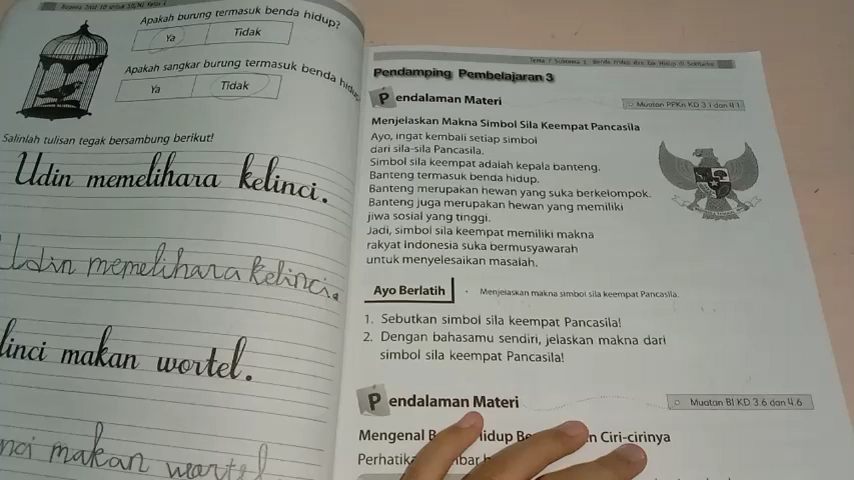 Apakah burung termasuk benda hidup?
Ya Tidak
Apakah sangkar burung termasuk benda hidup
Ya Tidak
Salinlah tulisan tegak bersambung berikut!
Udin memelihara kelinci.
Udin memelihara kelinci.
linci makan wortel.
nci makan wortel.
Pendamping Pembelajaran 3
Pendalaman Materi
Muatan PPKn KD 3.1 dan 4.1
Menjelaskan Makna Simbol Sila Keempat Pancasila
Ayo, ingat kembali setiap simbol
dari sila-sila Pancasila.
Simbol sila keempat adalah kepala banteng.
Banteng termasuk benda hidup.
Banteng merupakan hewan yang suka berkelompok.
Banteng juga merupakan hewan yang memiliki
jiwa sosial yang tinggi.
Jadi, simbol sila keempat memiliki makna
rakyat Indonesia suka bermusyawarah
untuk menyelesaikan masalah.
Ayo Berlatih
Menjelaskan makna simbol sila keempat Pancasila.
1. Sebutkan simbol sila keempat Pancasila!
2. Dengan bahasamu sendiri, jelaskan makna dari
simbol sila keempat Pancasila!
Pendalaman Materi
Muatan BI KD 3.6 dan 4.6
Mengenal Ciri-cirinya